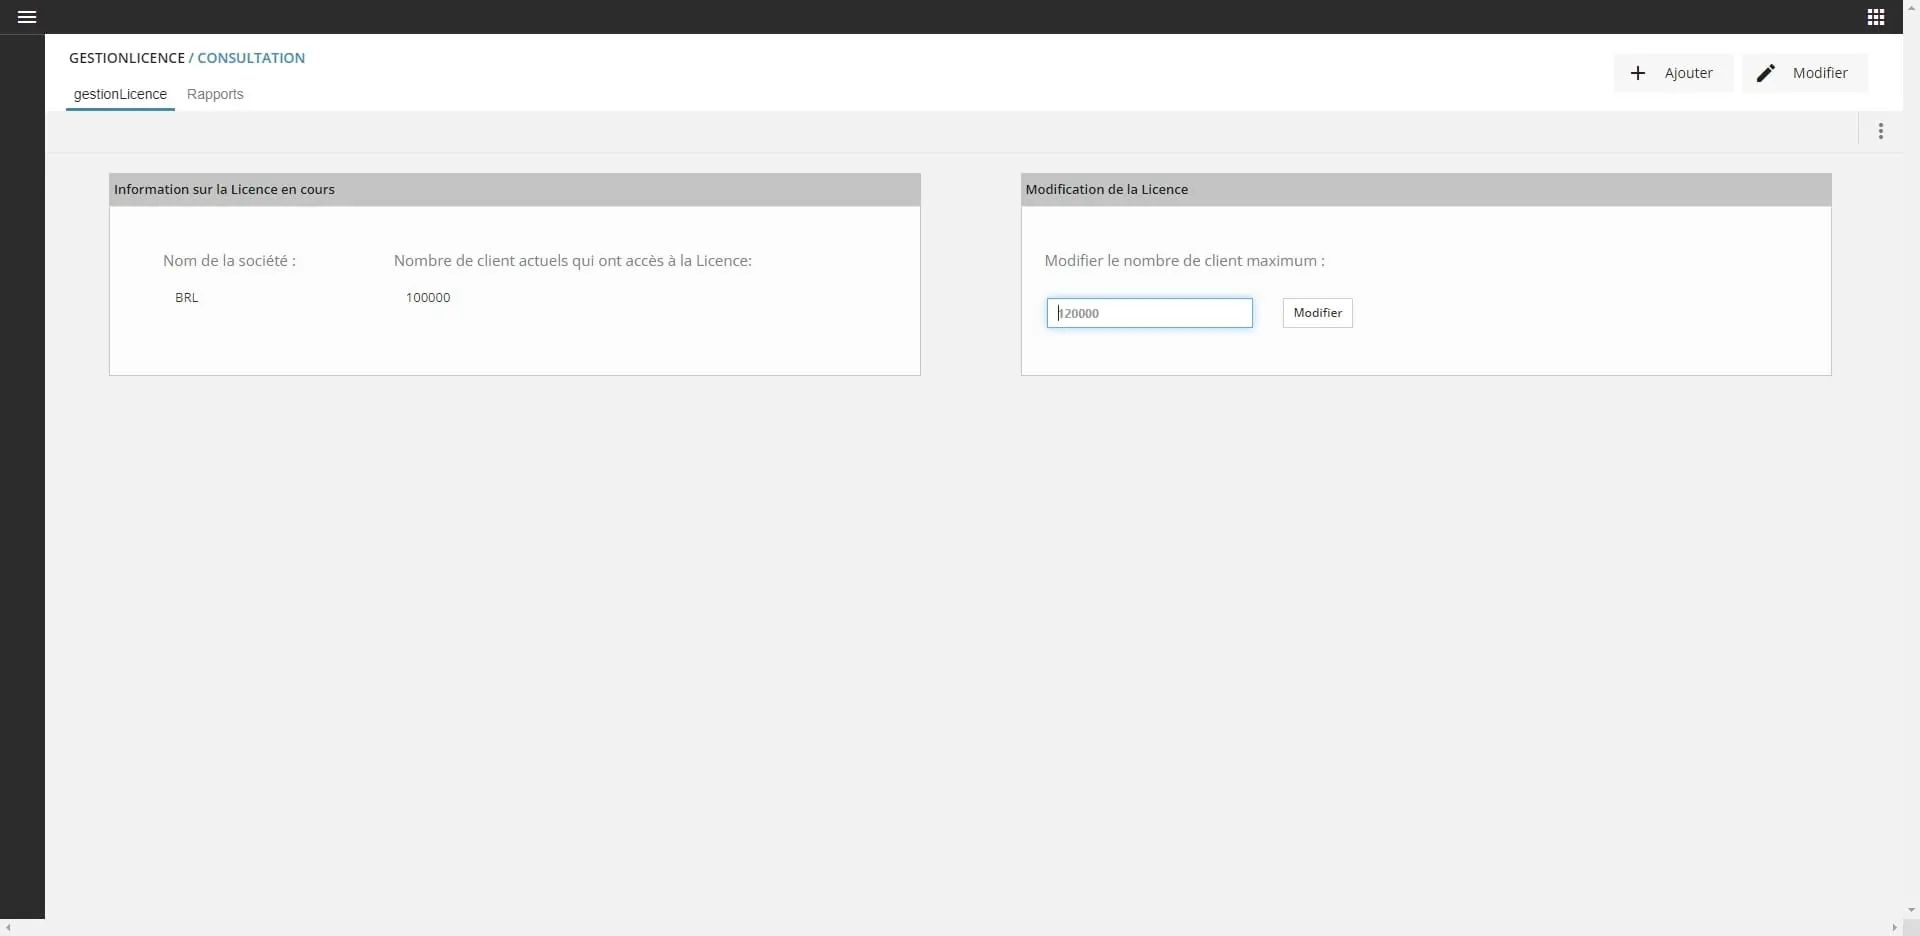 GESTIONLICENCE / CONSULTATION
Ajouter
Modifier
gestionLicence
Rapports
Information sur la Licence en cours
Nom de la société :
Nombre de client actuels qui ont accès à la Licence:
BRL
100000
Modification de la Licence
Modifier le nombre de client maximum :
120000
Modifier